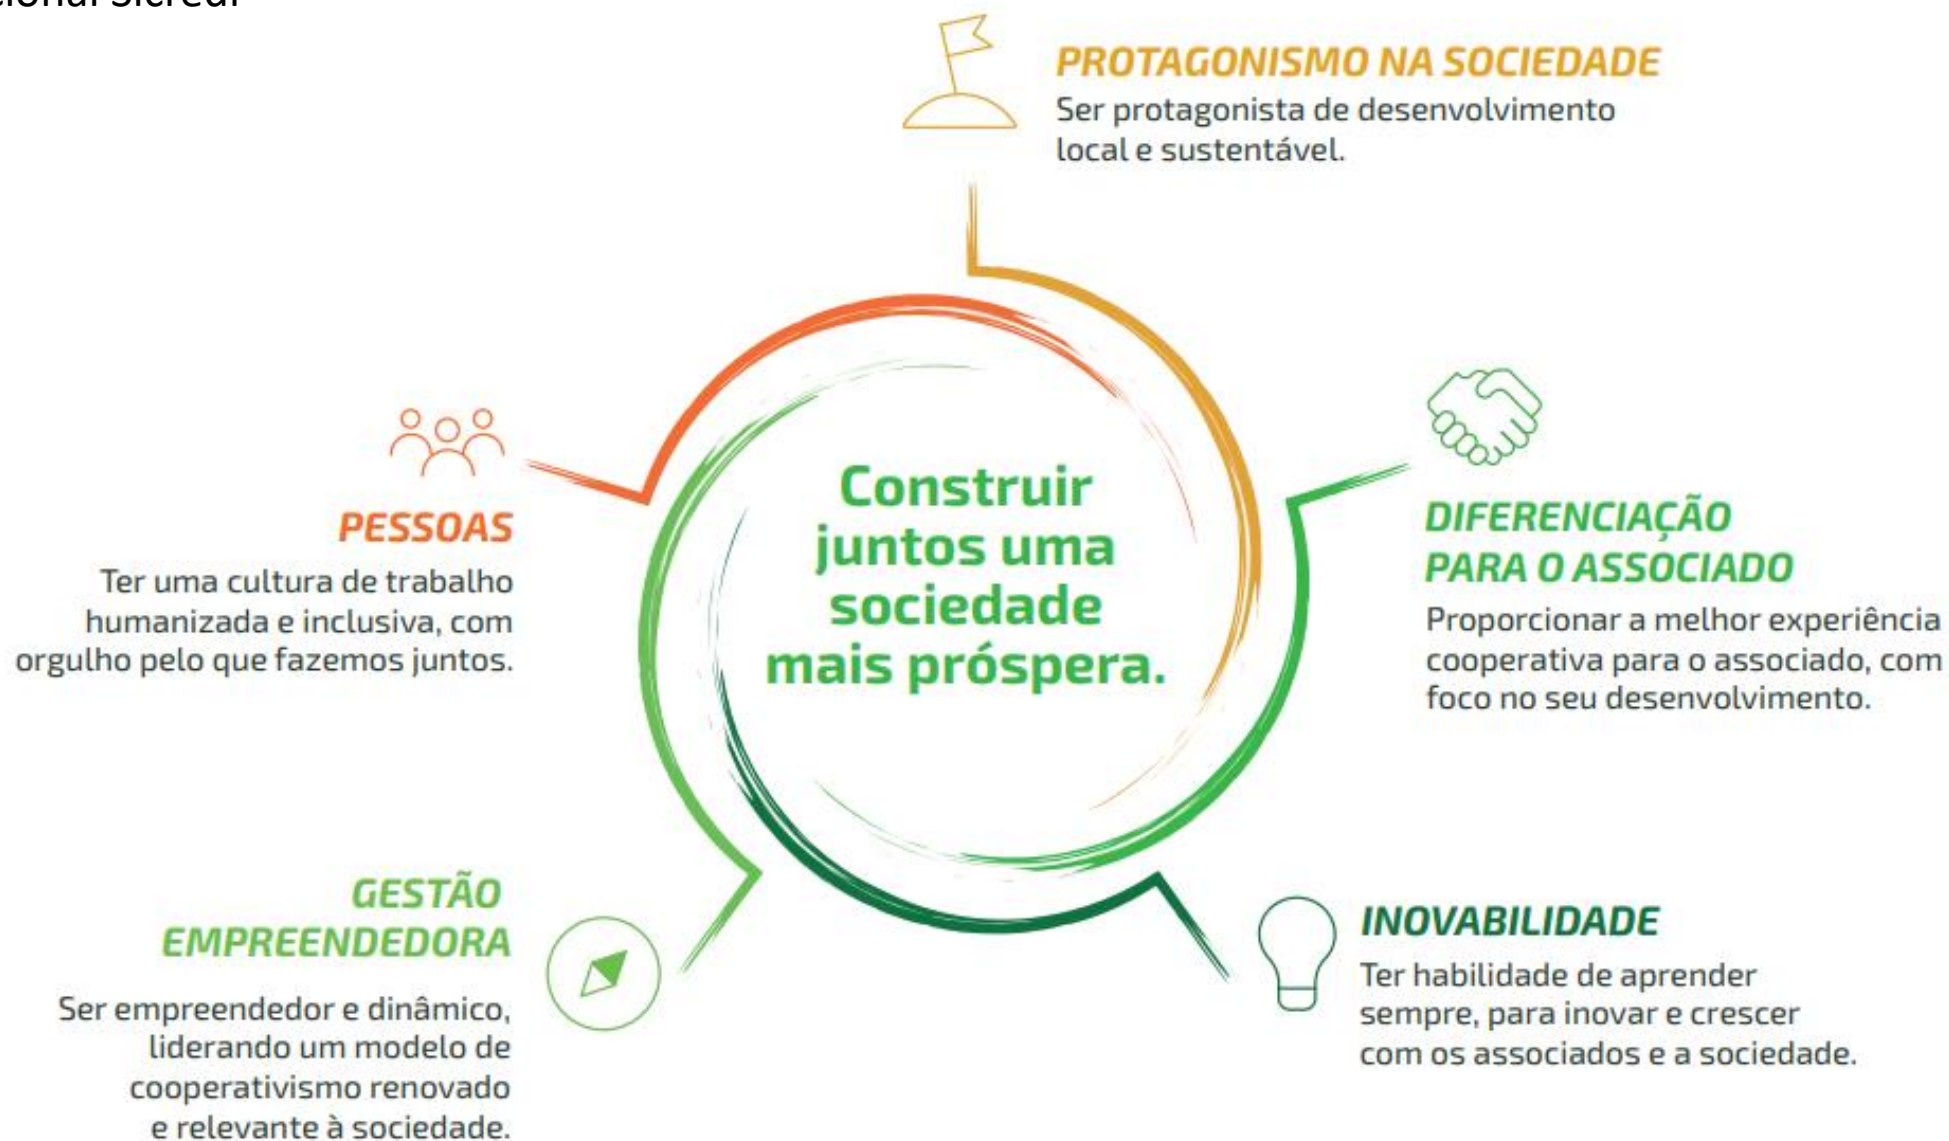 PROTAGONISMO NA SOCIEDADE
Ser protagonista de desenvolvimento
local e sustentável.
DIFERENCIAÇÃO
PARA O ASSOCIADO
Proporcionar a melhor experiência
cooperativa para o associado, com
foco no seu desenvolvimento.
INOVABILIDADE
Ter habilidade de aprender
sempre, para inovar e crescer
com os associados e a sociedade.
GESTÃO
EMPREENDEDORA
Ser empreendedor e dinâmico,
liderando um modelo de
cooperativismo renovado
e relevante à sociedade.
PESSOAS
Ter uma cultura de trabalho
humanizada e inclusiva, com
orgulho pelo que fazemos juntos.
Construir
juntos uma
sociedade
mais próspera.